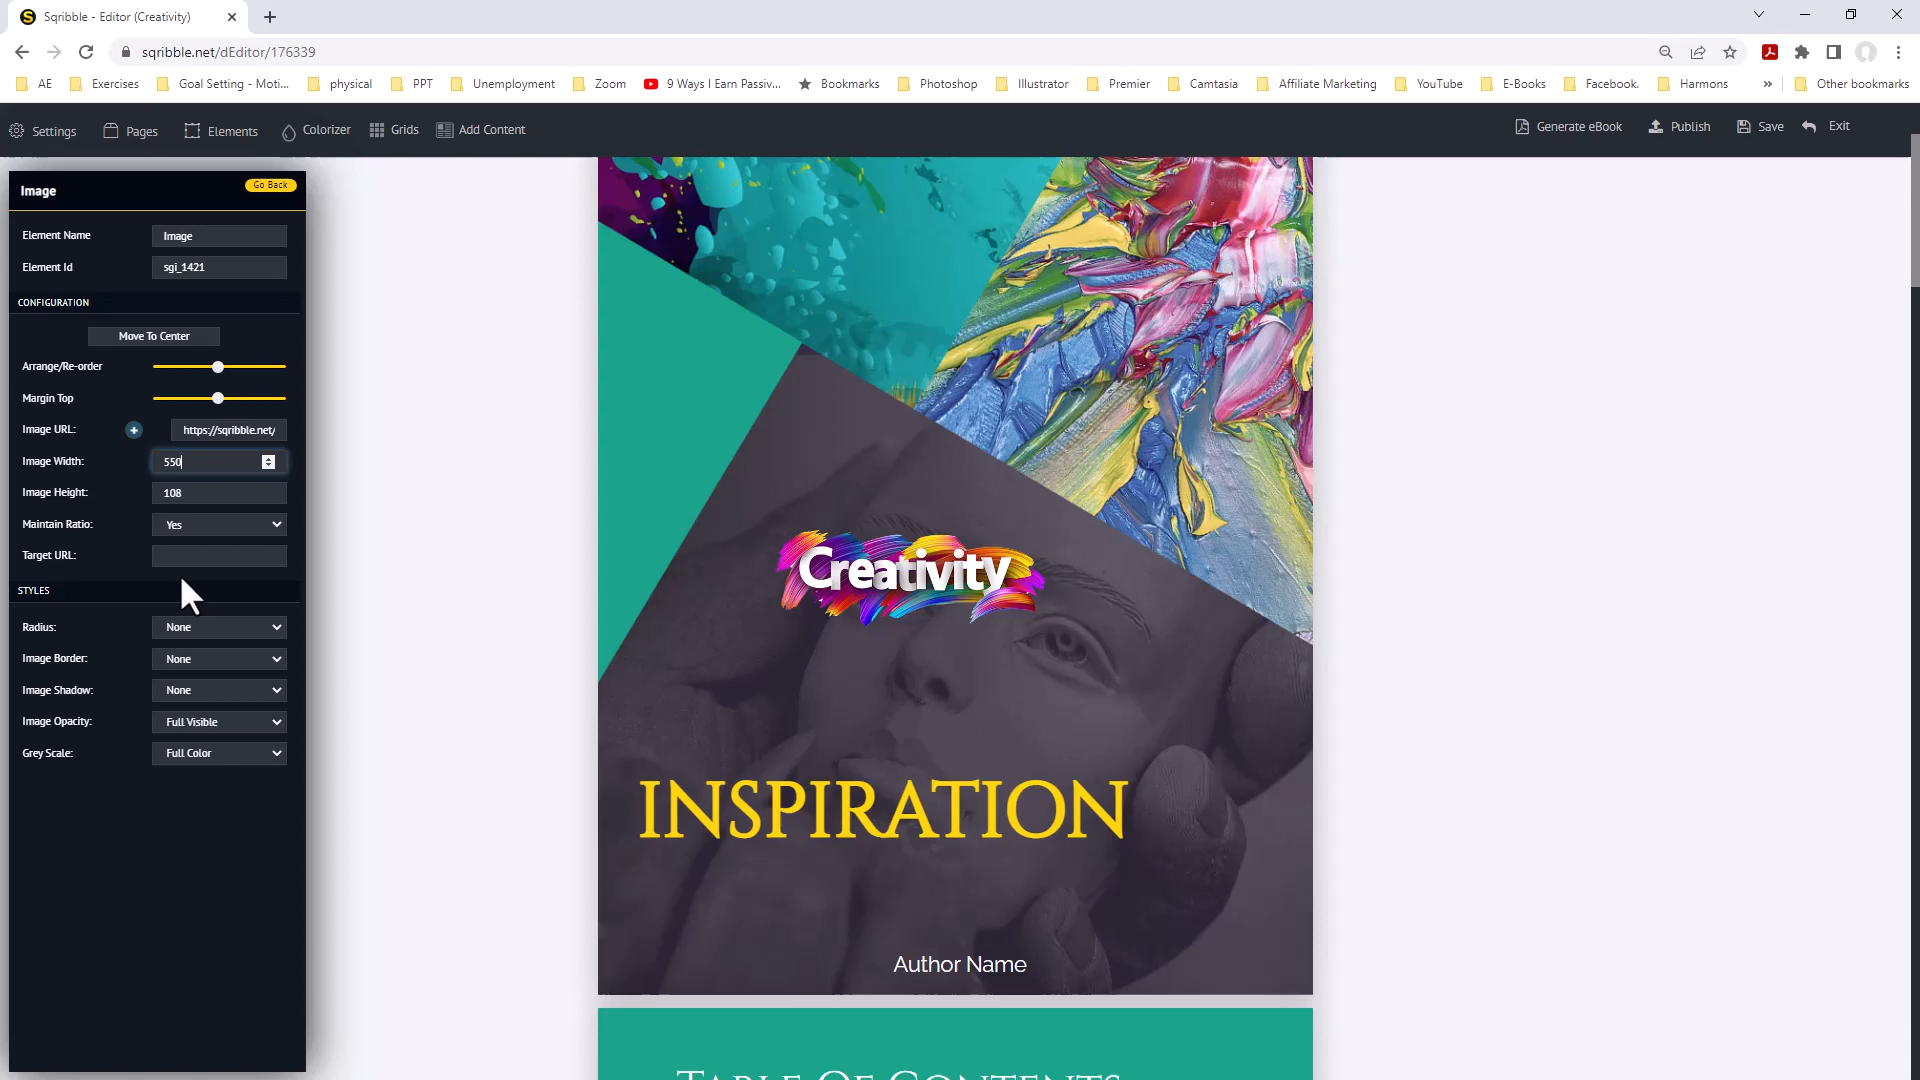 Sqribble - Editor (Creativity)
sqribble.net/dEditor/176339
AE Exercises Goal Setting - Moti... physical PPT Unemployment Zoom 9 Ways I Earn Passiv... Bookmarks Photoshop Illustrator Premier Camtasia Affiliate Marketing YouTube E-Books Facebook. Harmons » Other bookmarks
Settings Pages Elements Colorizer Grids Add Content Generate eBook Publish Save Exit
Image Go Back
Element Name Image
Element Id sgi_1421
CONFIGURATION
Move To Center
Arrange/Re-order
Margin Top
Image URL: + https://sqribble.net/
Image Width: 550
Image Height: 108
Maintain Ratio: Yes
Target URL:
STYLES
Radius: None
Image Border: None
Image Shadow: None
Image Opacity: Full Visible
Grey Scale: Full Color
Creativity
INSPIRATION
Author Name
TABLE OF CONTENTS